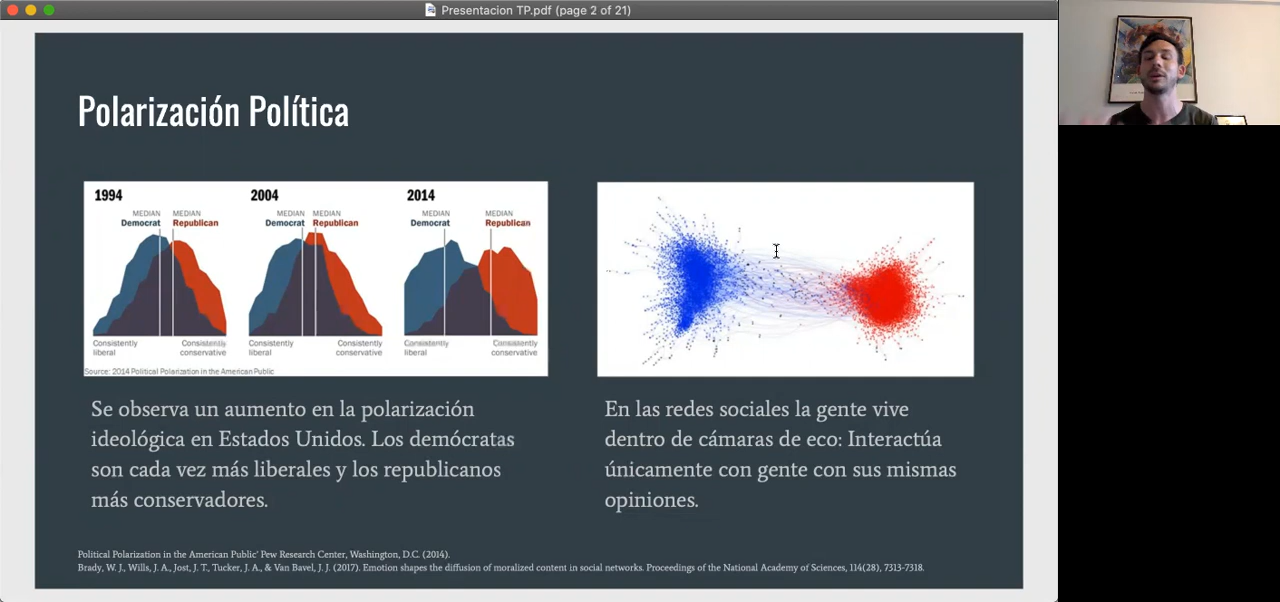 Presentacion TP.pdf (page 2 of 21)
Polarización Política
1994
2004
2014
MEDIAN MEDIAN
Democrat Republican
MEDIAN MEDIAN
Democrat Republican
MEDIAN MEDIAN
Democrat Republican
Consistently liberal
Consistently conservative
Consistently liberal
Consistently conservative
Consistently liberal
Consistently conservative
Source: 2014 Political Polarization in the American Public
Se observa un aumento en la polarización
ideológica en Estados Unidos. Los demócratas
son cada vez más liberales y los republicanos
más conservadores.
En las redes sociales la gente vive
dentro de cámaras de eco: Interactúa
únicamente con gente con sus mismas
opiniones.
Political Polarization in the American Public' Pew Research Center, Washington, D.C. (2014).
Brady, W. J., Wills, J. A., Jost, J. T., Tucker, J. A., & Van Bavel, J. J. (2017). Emotion shapes the diffusion of moralized content in social networks. Proceedings of the National Academy of Sciences, 114(28), 7313-7318.